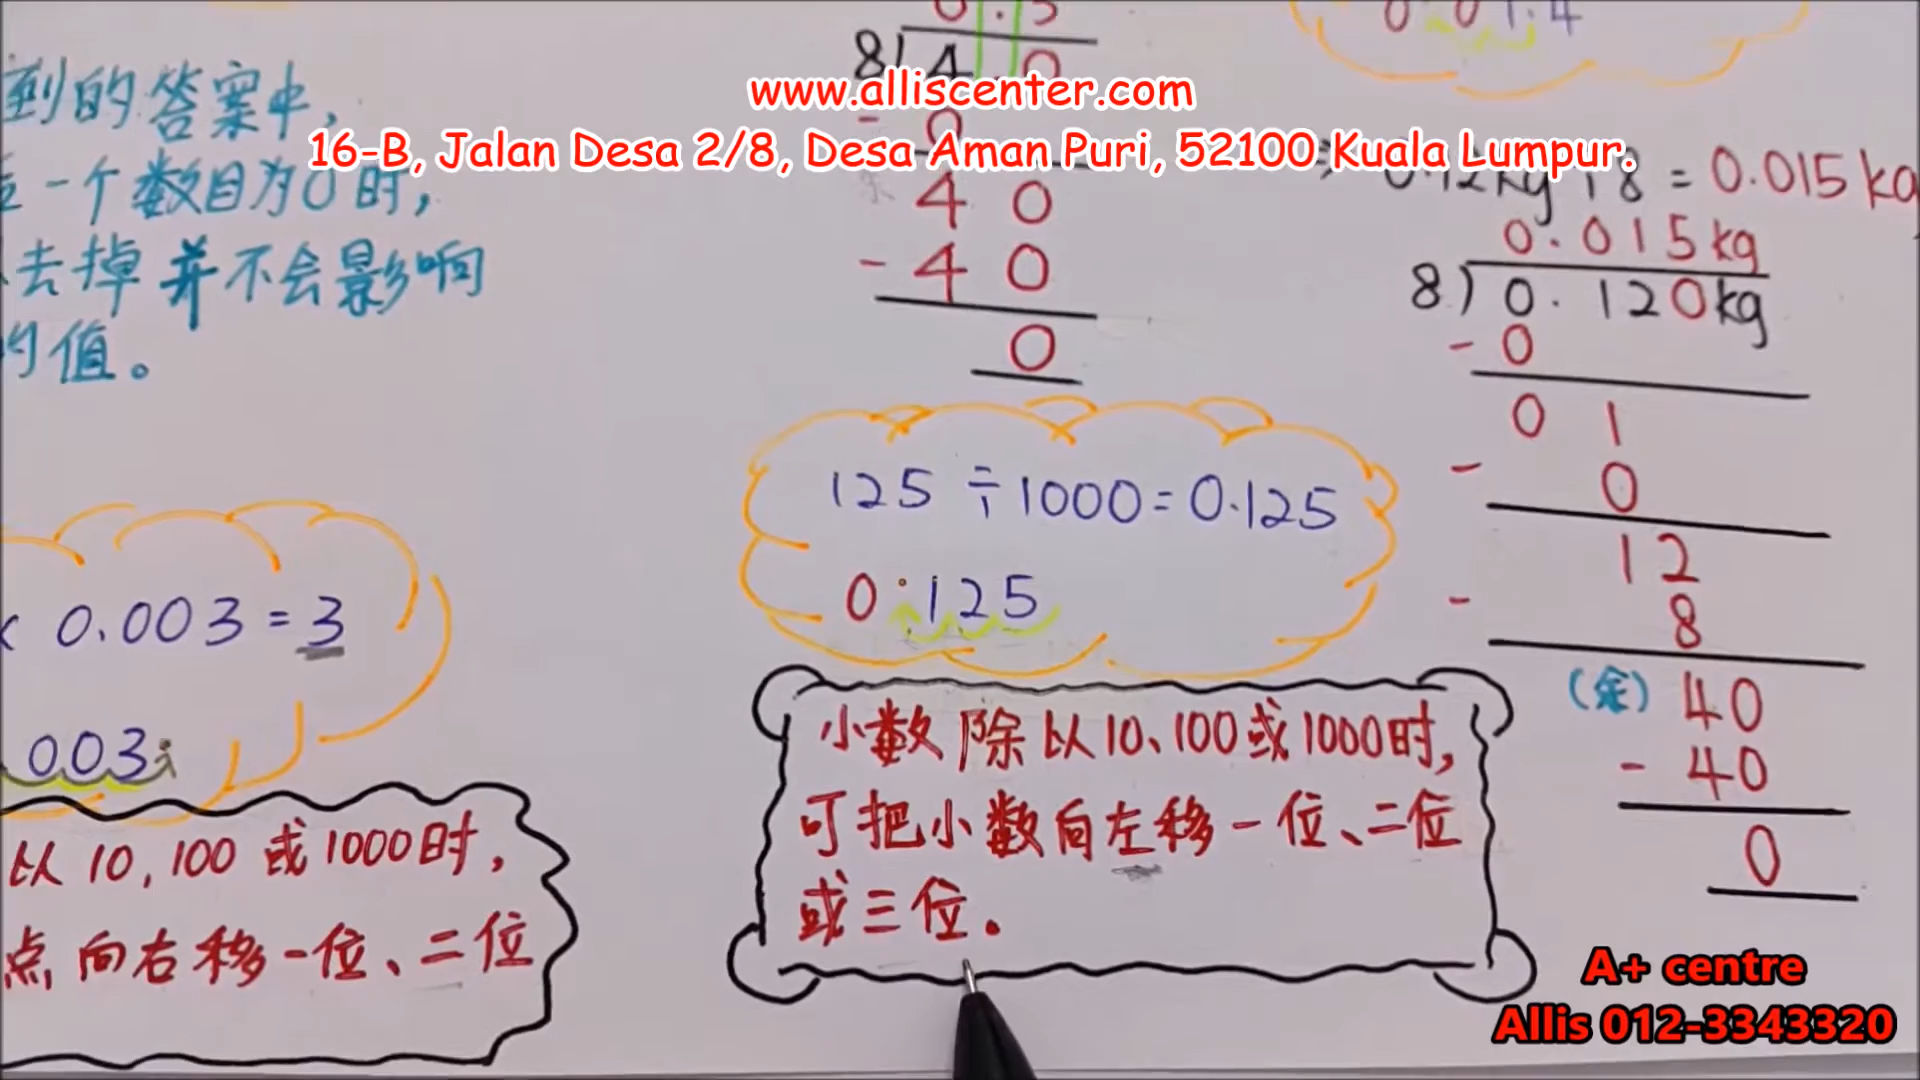 到的答案中,
一个数目为0时,
去掉并不会影响
的值。
0.003 = 3
003
以 10, 100 或 1000时,
点向右移一位、二位
0.5
8)4.0
- 0
40
- 40
0
www.alliscenter.com
16-B, Jalan Desa 2/8, Desa Aman Puri, 52100 Kuala Lumpur.
125 ÷ 1000 = 0.125
0.125
小数除以10、100或1000时,
可把小数向左移一位、二位
或三位。
0.12kg ÷ 8 = 0.015 kg
0.015 kg
8)0.120kg
- 0
0 1
- 0
12
- 8
40
- 40
0
A+ centre
Allis 012-3343320